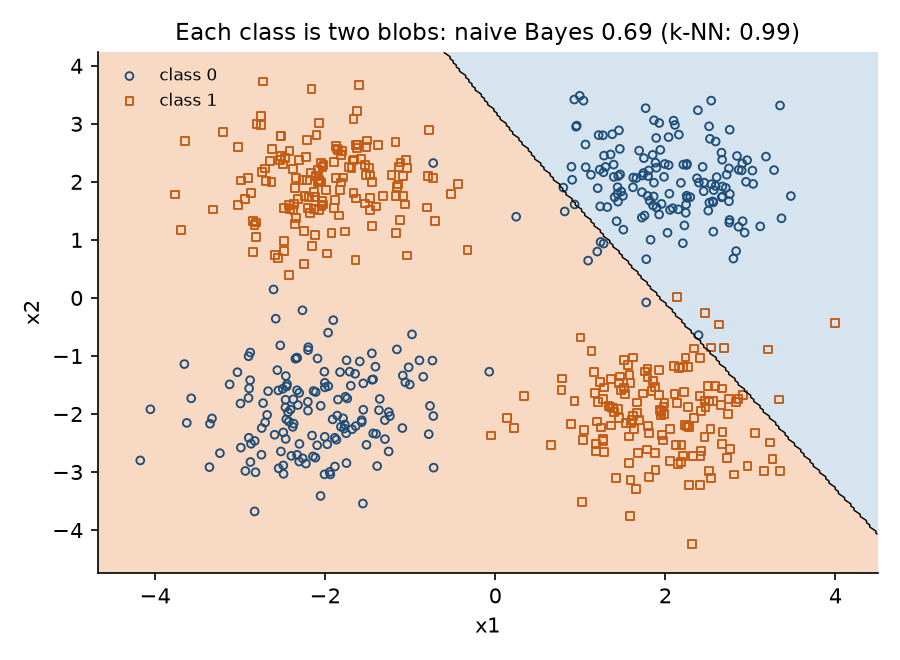 Each class is two blobs: naive Bayes 0.69 (k-NN: 0.99)
class 0
class 1
4
3
2
1
0
−1
−2
−3
−4
x2
−4
−2
0
2
4
x1